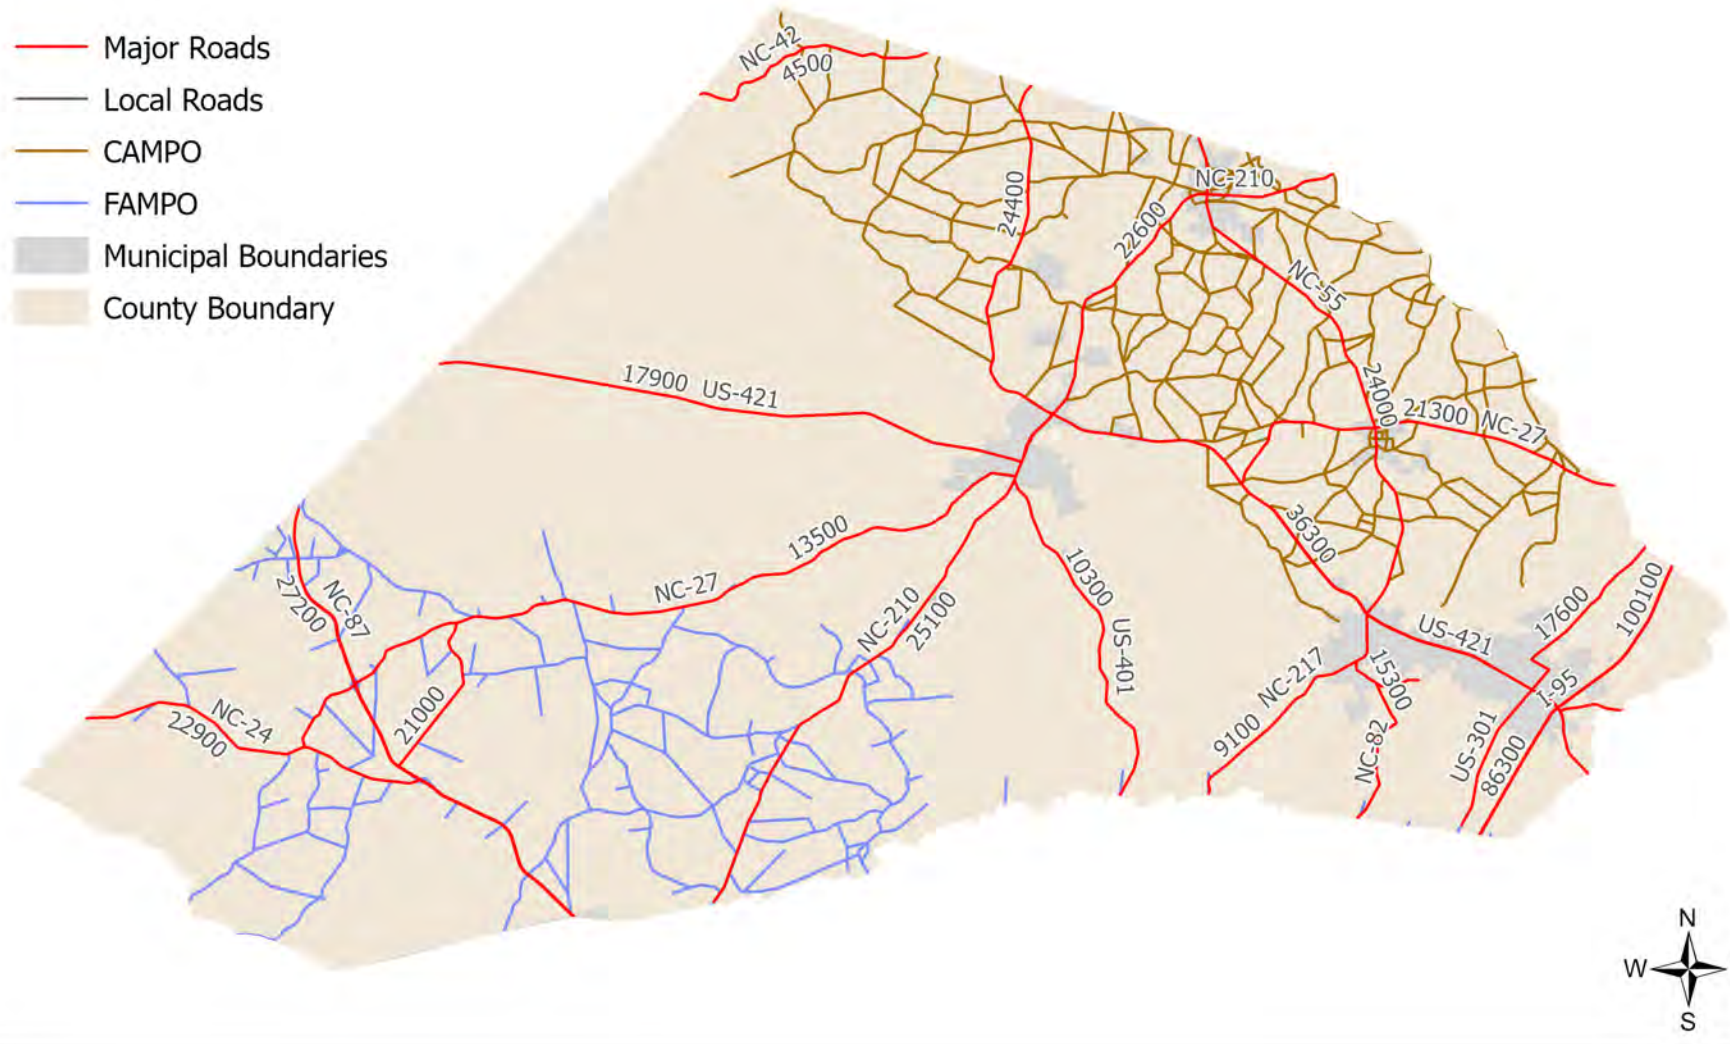 Major Roads
Local Roads
CAMPO
FAMPO
Municipal Boundaries
County Boundary
NC-42
4500
24400
22600
NC-210
NC-55
24000
21300 NC-27
17900 US-421
36300
13500
NC-27
NC-210
25100
10300 US-401
27200
NC-87
NC-24
22900
21000
US-421
17600
100100
9100 NC-217
15300
NC-82
US-301
I-95
86300
N
W
S